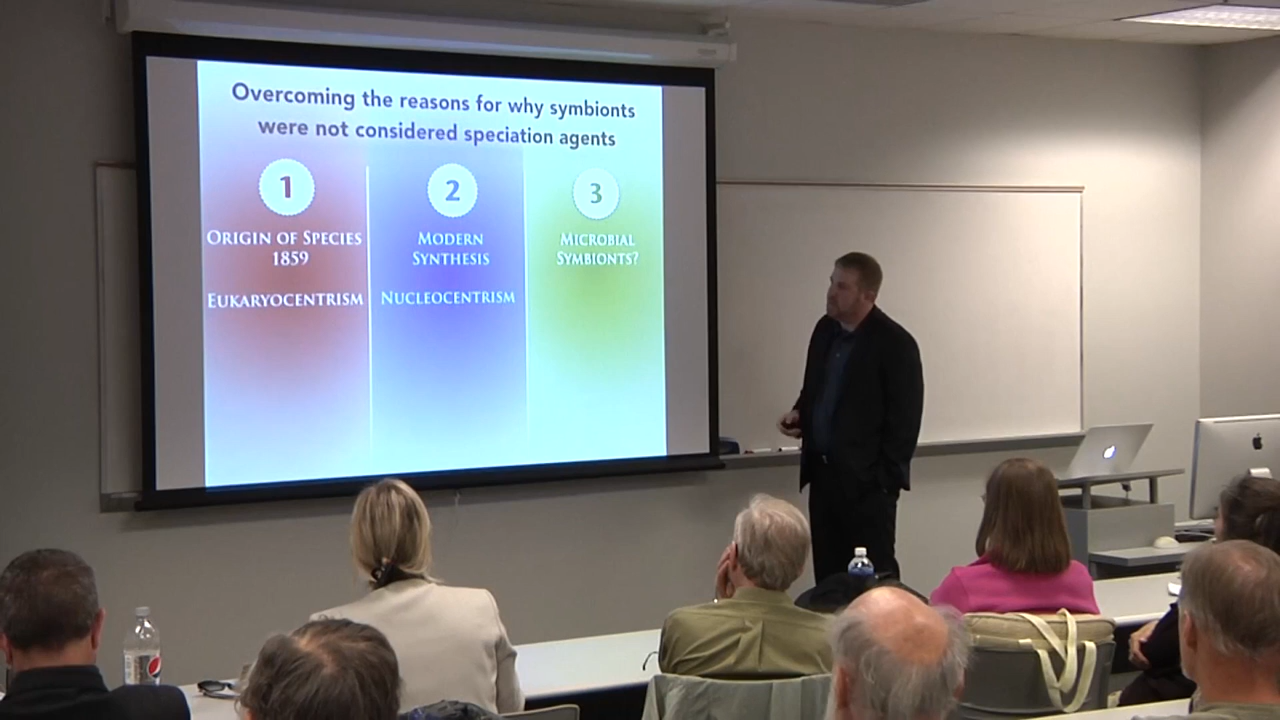 Overcoming the reasons for why symbionts
were not considered speciation agents
1
2
3
ORIGIN OF SPECIES
1859
EUKARYOCENTRISM
MODERN
SYNTHESIS
NUCLEOCENTRISM
MICROBIAL
SYMBIONTS?